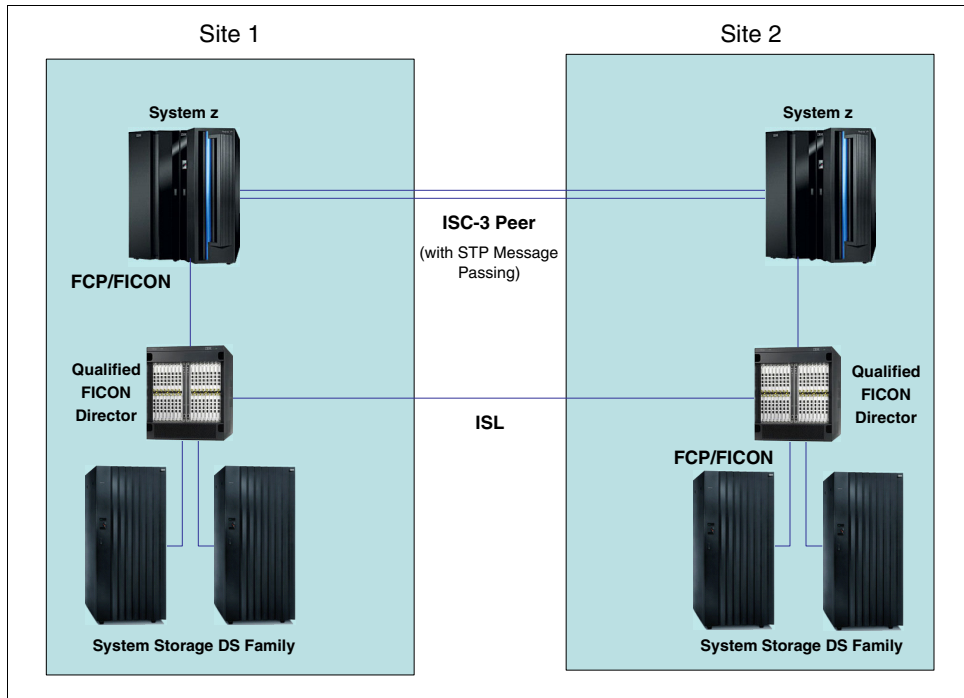 Site 1
Site 2
System z
System z
ISC-3 Peer
(with STP Message
Passing)
FCP/FICON
Qualified
FICON
Director
Qualified
FICON
Director
ISL
FCP/FICON
System Storage DS Family
System Storage DS Family